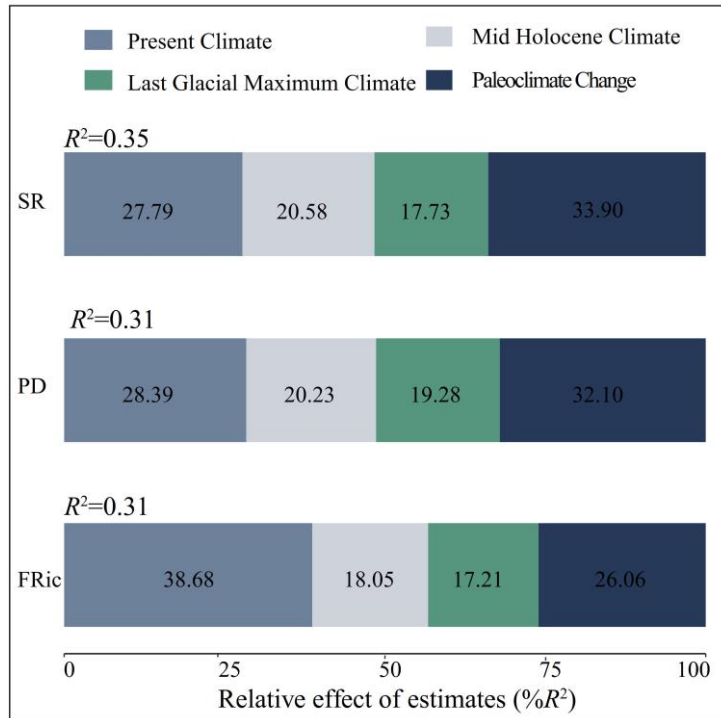 Present Climate
Mid Holocene Climate
Last Glacial Maximum Climate
Paleoclimate Change
R²=0.35
SR
27.79 20.58 17.73 33.90
R²=0.31
PD
28.39 20.23 19.28 32.10
R²=0.31
FRic
38.68 18.05 17.21 26.06
0 25 50 75 100
Relative effect of estimates (%R²)